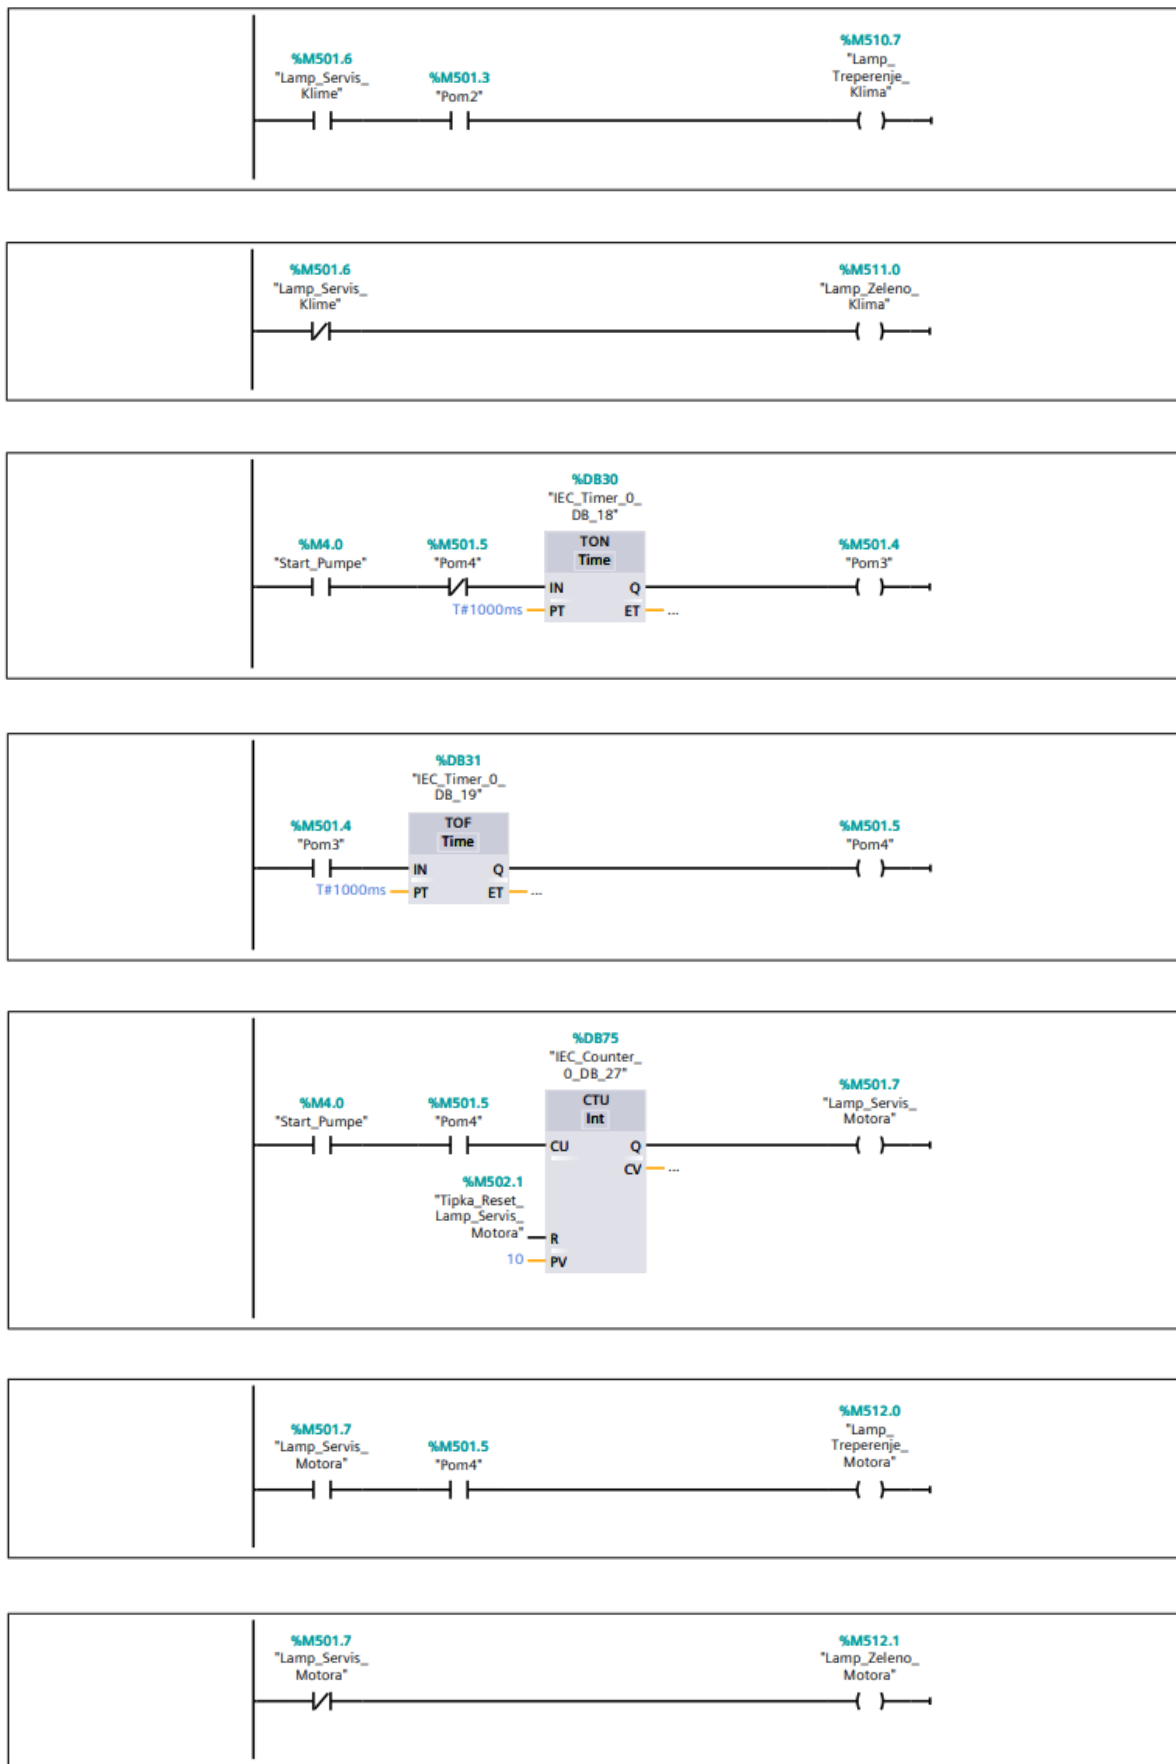 %M501.6
"Lamp_Servis_
Klime"
%M501.3
"Pom2"
%M510.7
"Lamp_
Treperenje_
Klima"
%M501.6
"Lamp_Servis_
Klime"
%M511.0
"Lamp_Zeleno_
Klima"
%DB30
"IEC_Timer_0_
DB_18"
%M4.0
"Start_Pumpe"
%M501.5
"Pom4"
TON
Time
%M501.4
"Pom3"
IN Q
T#1000ms PT ET ...
%DB31
"IEC_Timer_0_
DB_19"
%M501.4
"Pom3"
TOF
Time
%M501.5
"Pom4"
IN Q
T#1000ms PT ET ...
%DB75
"IEC_Counter_
0_DB_27"
%M4.0
"Start_Pumpe"
%M501.5
"Pom4"
CTU
Int
%M501.7
"Lamp_Servis_
Motora"
CU Q
CV ...
%M502.1
"Tipka_Reset_
Lamp_Servis_
Motora" R
10 PV
%M501.7
"Lamp_Servis_
Motora"
%M501.5
"Pom4"
%M512.0
"Lamp_
Treperenje_
Motora"
%M501.7
"Lamp_Servis_
Motora"
%M512.1
"Lamp_Zeleno_
Motora"